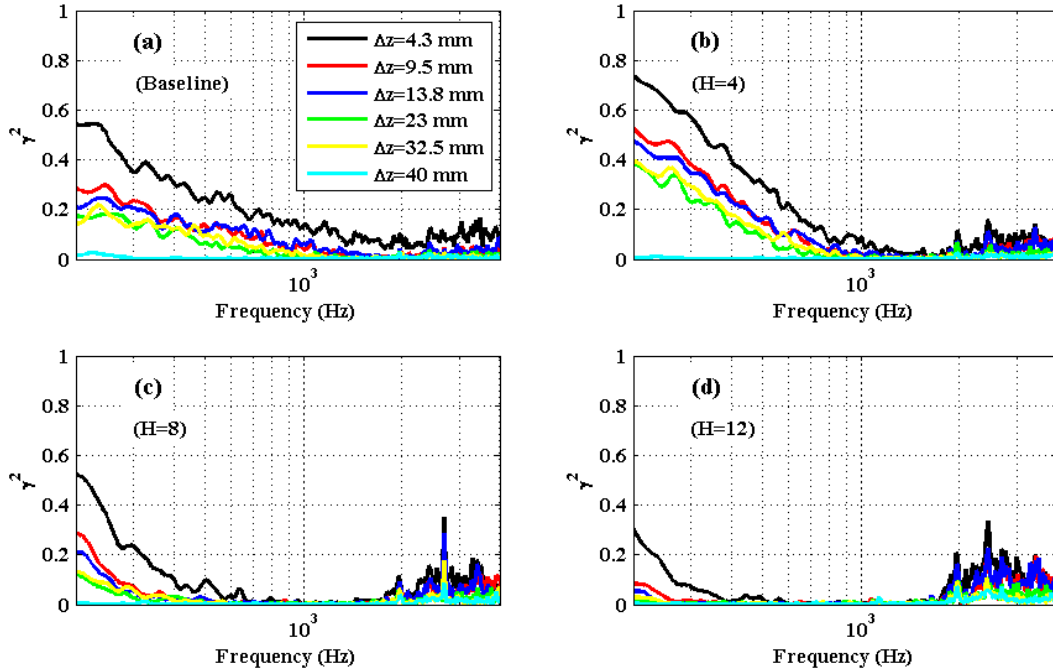 1
0.8
0.6
0.4
0.2
0
γ²
(a)
(Baseline)
Δz=4.3 mm
Δz=9.5 mm
Δz=13.8 mm
Δz=23 mm
Δz=32.5 mm
Δz=40 mm
10³
Frequency (Hz)
1
0.8
0.6
0.4
0.2
0
γ²
(b)
(H=4)
10³
Frequency (Hz)
1
0.8
0.6
0.4
0.2
0
γ²
(c)
(H=8)
10³
Frequency (Hz)
1
0.8
0.6
0.4
0.2
0
γ²
(d)
(H=12)
10³
Frequency (Hz)